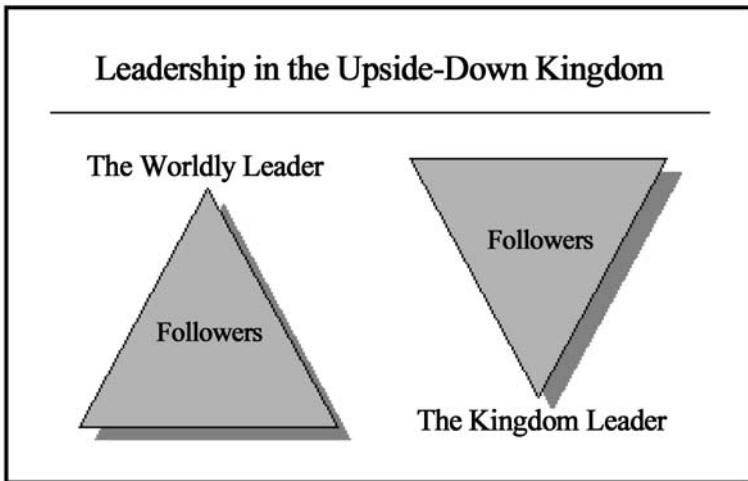 Leadership in the Upside-Down Kingdom
The Worldly Leader
Followers
Followers
The Kingdom Leader